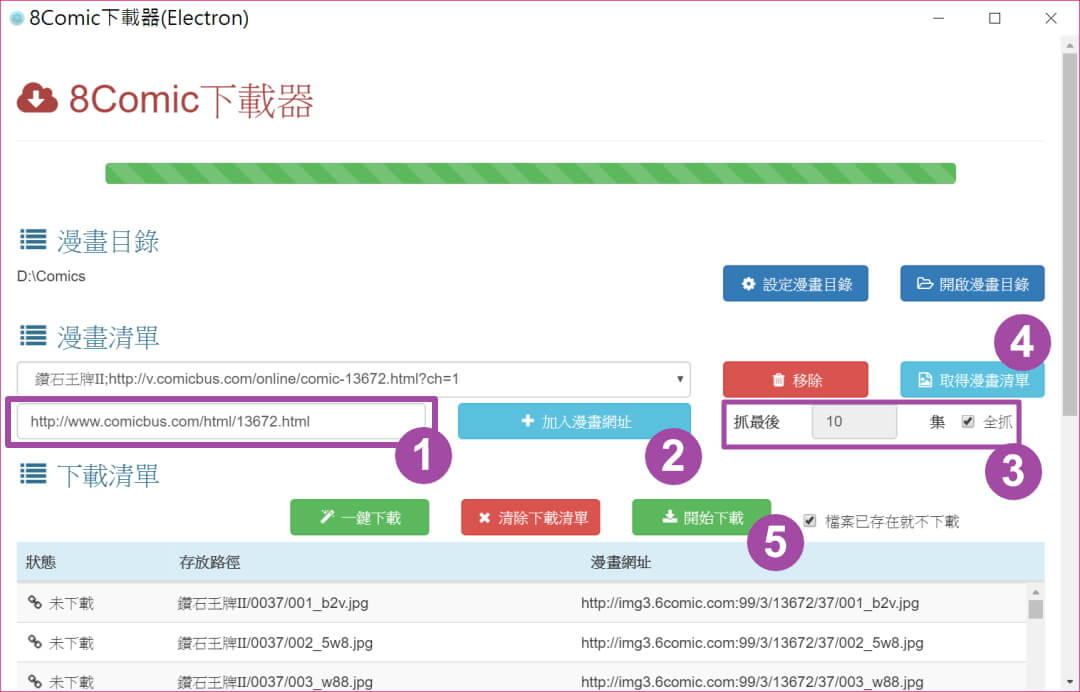 8Comic下載器(Electron)
8Comic下載器
漫畫目錄
D:\Comics
設定漫畫目錄
開啟漫畫目錄
漫畫清單
4
鑽石王牌II;http://v.comicbus.com/online/comic-13672.html?ch=1
移除
取得漫畫清單
http://www.comicbus.com/html/13672.html
加入漫畫網址
抓最後 10 集 全抓
1
2
3
下載清單
一鍵下載
清除下載清單
開始下載
檔案已存在就不下載
5
狀態 存放路徑 漫畫網址
未下載 鑽石王牌II/0037/001_b2v.jpg http://img3.6comic.com:99/3/13672/37/001_b2v.jpg
未下載 鑽石王牌II/0037/002_5w8.jpg http://img3.6comic.com:99/3/13672/37/002_5w8.jpg
未下載 鑽石王牌II/0037/003_w88.jpg http://img3.6comic.com:99/3/13672/37/003_w88.jpg